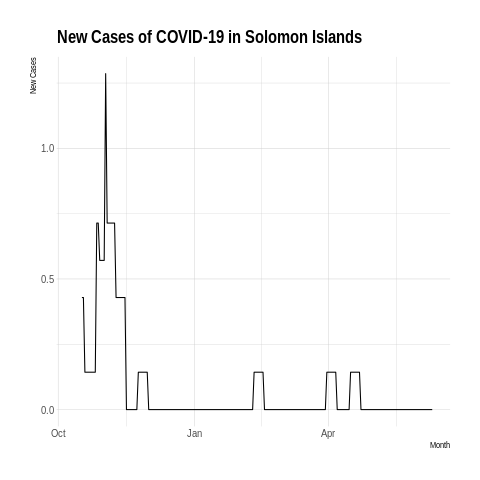 New Cases of COVID-19 in Solomon Islands
New Cases
1.0
0.5
0.0
Oct
Jan
Apr
Month